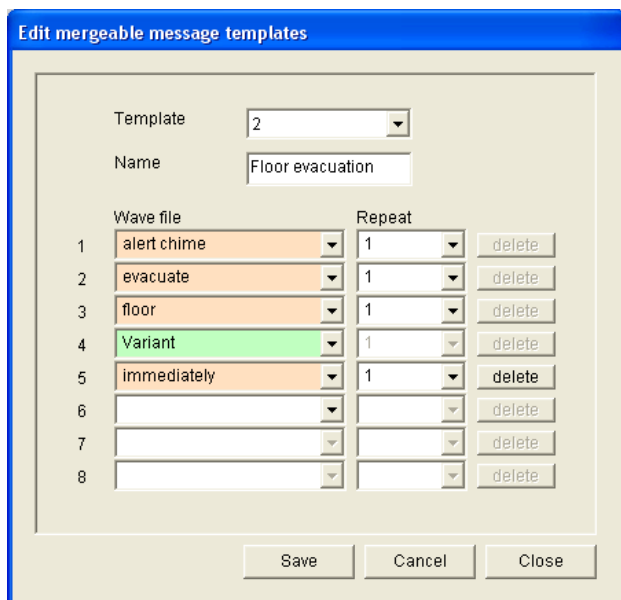 Edit mergeable message templates
Template 2
Name Floor evacuation
Wave file Repeat
1 alert chime 1 delete
2 evacuate 1 delete
3 floor 1 delete
4 Variant 1 delete
5 immediately 1 delete
6 delete
7 delete
8 delete
Save Cancel Close